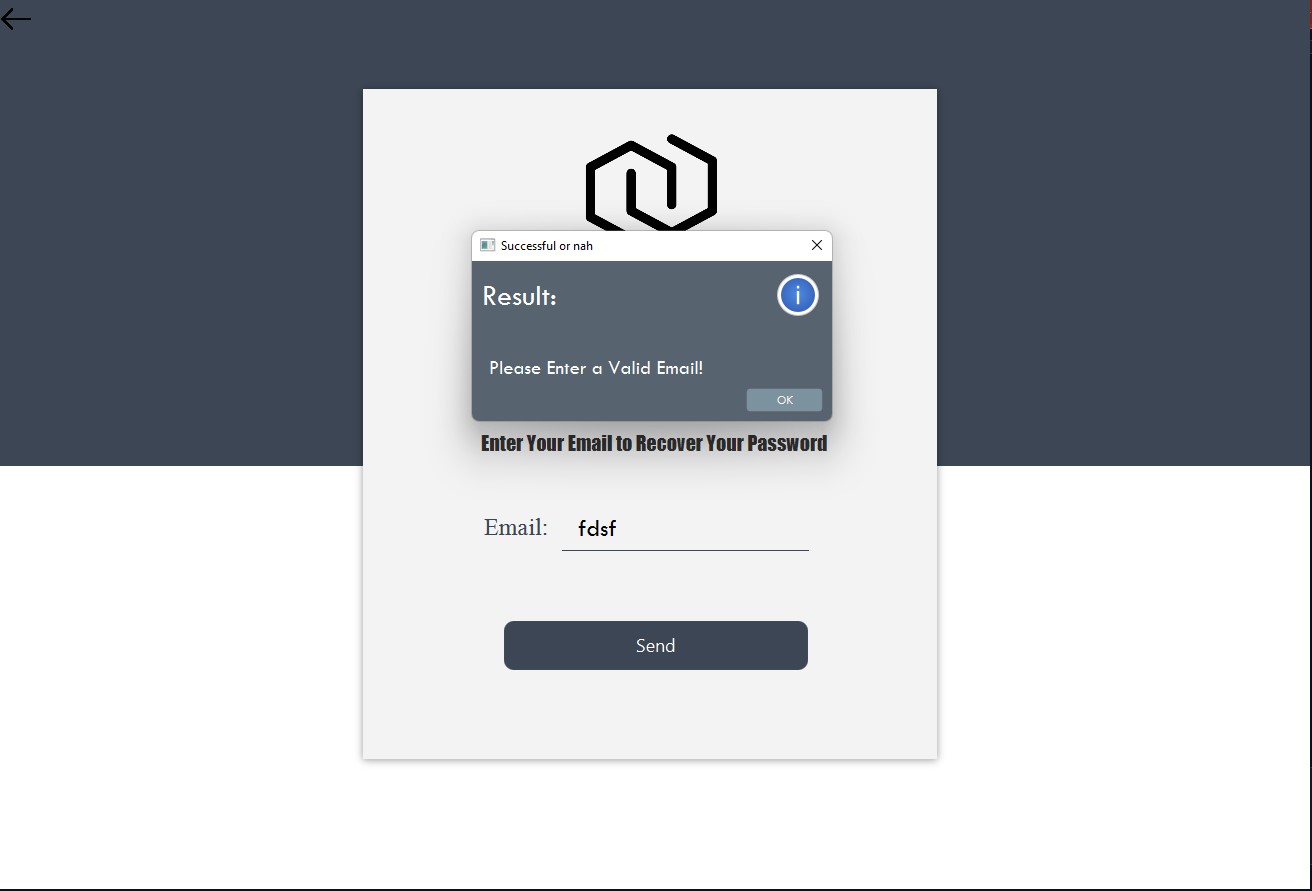 Successful or nah
Result:
i
Please Enter a Valid Email!
OK
Enter Your Email to Recover Your Password
Email: fdsf
Send